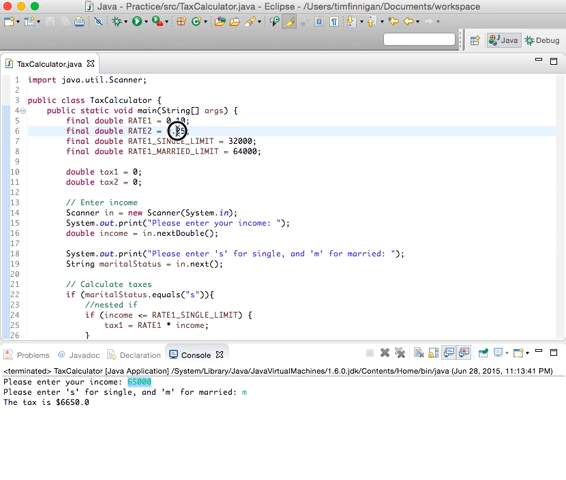 Java - Practice/src/TaxCalculator.java - Eclipse - /Users/timfinnigan/Documents/workspace
Java Debug
TaxCalculator.java
1 import java.util.Scanner;
2
3 public class TaxCalculator {
4 public static void main(String[] args) {
5 final double RATE1 = 0.10;
6 final double RATE2 =
7 final double RATE1_SINGLE_LIMIT = 32000;
8 final double RATE1_MARRIED_LIMIT = 64000;
9
10 double tax1 = 0;
11 double tax2 = 0;
12
13 // Enter income
14 Scanner in = new Scanner(System.in);
15 System.out.print("Please enter your income: ");
16 double income = in.nextDouble();
17
18 System.out.print("Please enter 's' for single, and 'm' for married: ");
19 String maritalStatus = in.next();
20
21 // Calculate taxes
22 if (maritalStatus.equals("s")){
23 //nested if
24 if (income <= RATE1_SINGLE_LIMIT) {
25 tax1 = RATE1 * income;
26 }
Problems Javadoc Declaration Console
<terminated> TaxCalculator [Java Application] /System/Library/Java/JavaVirtualMachines/1.6.0.jdk/Contents/Home/bin/java (Jun 28, 2015, 11:13:41 PM)
Please enter your income: 65000
Please enter 's' for single, and 'm' for married: m
The tax is $6650.0